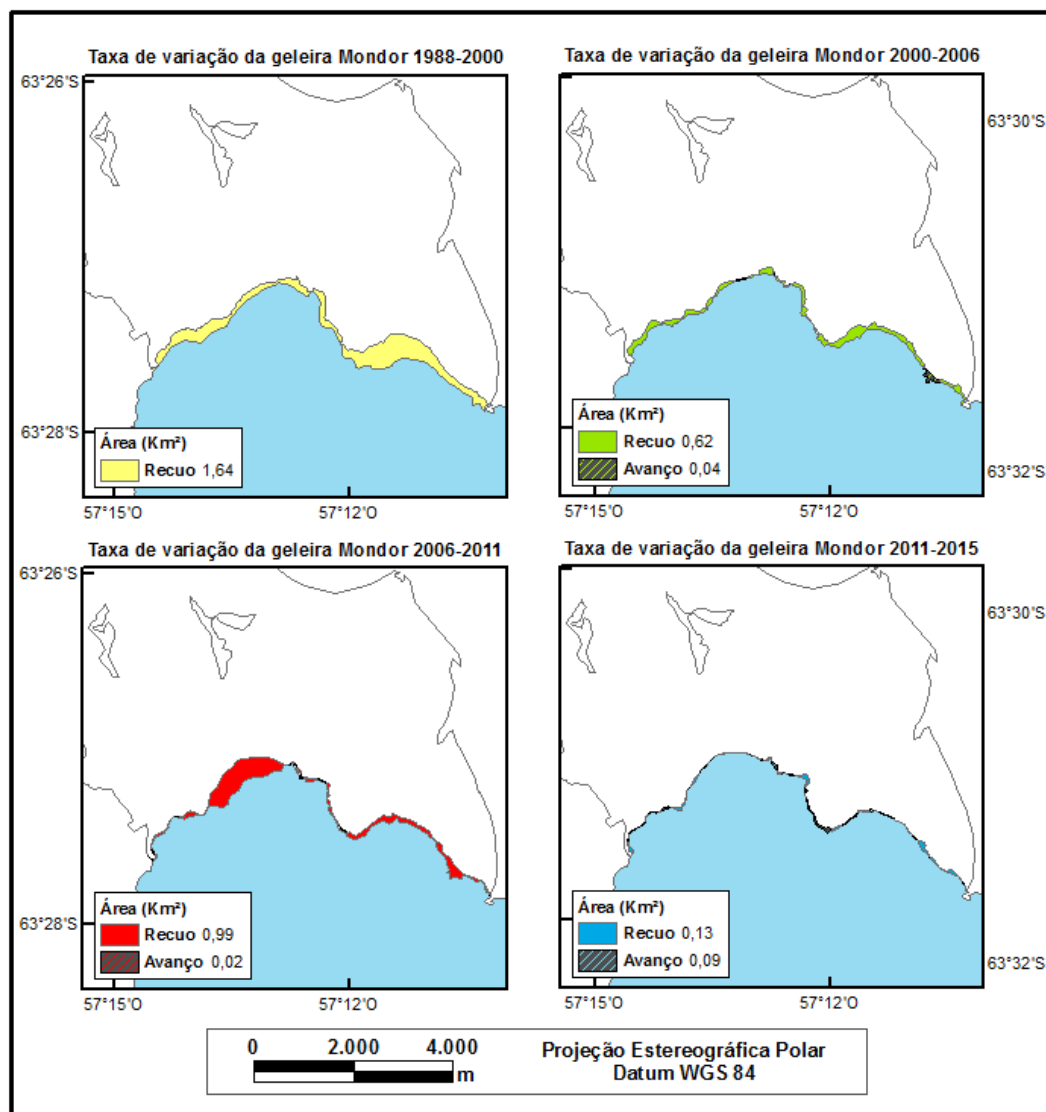 Taxa de variação da geleira Mondor 1988-2000
63°26'S
63°28'S
Área (Km²)
Recuo 1,64
57°15'O
57°12'O
Taxa de variação da geleira Mondor 2000-2006
63°30'S
63°32'S
Área (Km²)
Recuo 0,62
Avanço 0,04
57°15'O
57°12'O
Taxa de variação da geleira Mondor 2006-2011
63°26'S
63°28'S
Área (Km²)
Recuo 0,99
Avanço 0,02
57°15'O
57°12'O
Taxa de variação da geleira Mondor 2011-2015
63°30'S
63°32'S
Área (Km²)
Recuo 0,13
Avanço 0,09
57°15'O
57°12'O
0 2.000 4.000
m
Projeção Estereográfica Polar
Datum WGS 84